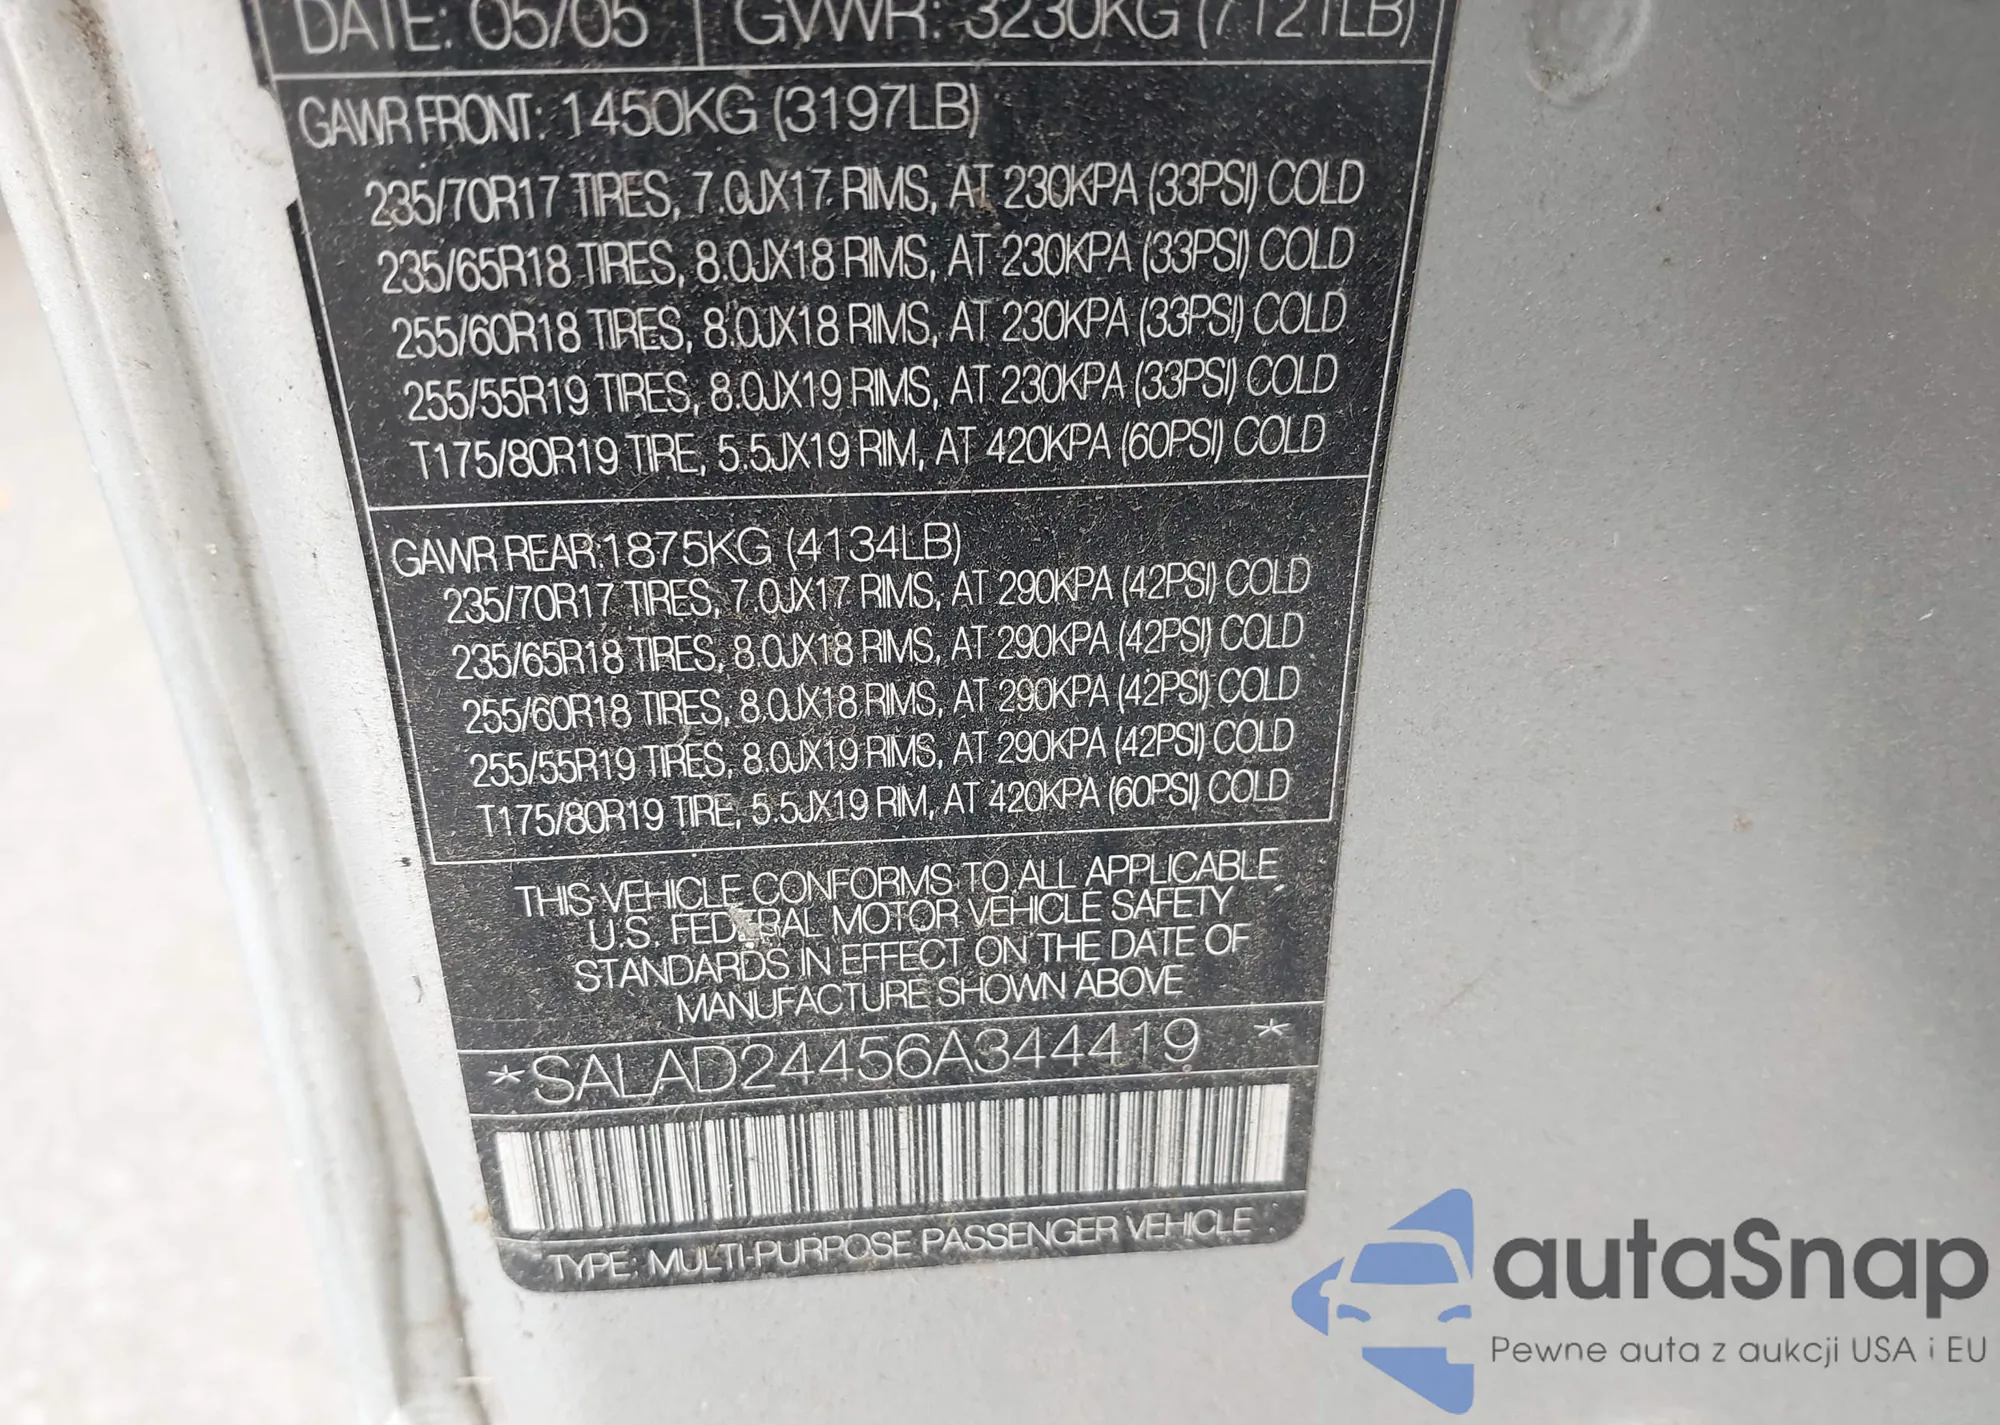 DATE: 05/05 GVWR: 3230KG (7121LB)
GAWR FRONT: 1450KG (3197LB)
235/70R17 TIRES, 7.0JX17 RIMS, AT 230KPA (33PSI) COLD
235/65R18 TIRES, 8.0JX18 RIMS, AT 230KPA (33PSI) COLD
255/60R18 TIRES, 8.0JX18 RIMS, AT 230KPA (33PSI) COLD
255/55R19 TIRES, 8.0JX19 RIMS, AT 230KPA (33PSI) COLD
T175/80R19 TIRE, 5.5JX19 RIM, AT 420KPA (60PSI) COLD
GAWR REAR:1875KG (4134LB)
235/70R17 TIRES, 7.0JX17 RIMS, AT 290KPA (42PSI) COLD
235/65R18 TIRES, 8.0JX18 RIMS, AT 290KPA (42PSI) COLD
255/60R18 TIRES, 8.0JX18 RIMS, AT 290KPA (42PSI) COLD
255/55R19 TIRES, 8.0JX19 RIMS, AT 290KPA (42PSI) COLD
T175/80R19 TIRE, 5.5JX19 RIM, AT 420KPA (60PSI) COLD
THIS VEHICLE CONFORMS TO ALL APPLICABLE
U.S. FEDERAL MOTOR VEHICLE SAFETY
STANDARDS IN EFFECT ON THE DATE OF
MANUFACTURE SHOWN ABOVE
*SALAD24456A344419 *
TYPE: MULTI-PURPOSE PASSENGER VEHICLE
autaSnap
Pewne auta z aukcji USA i EU